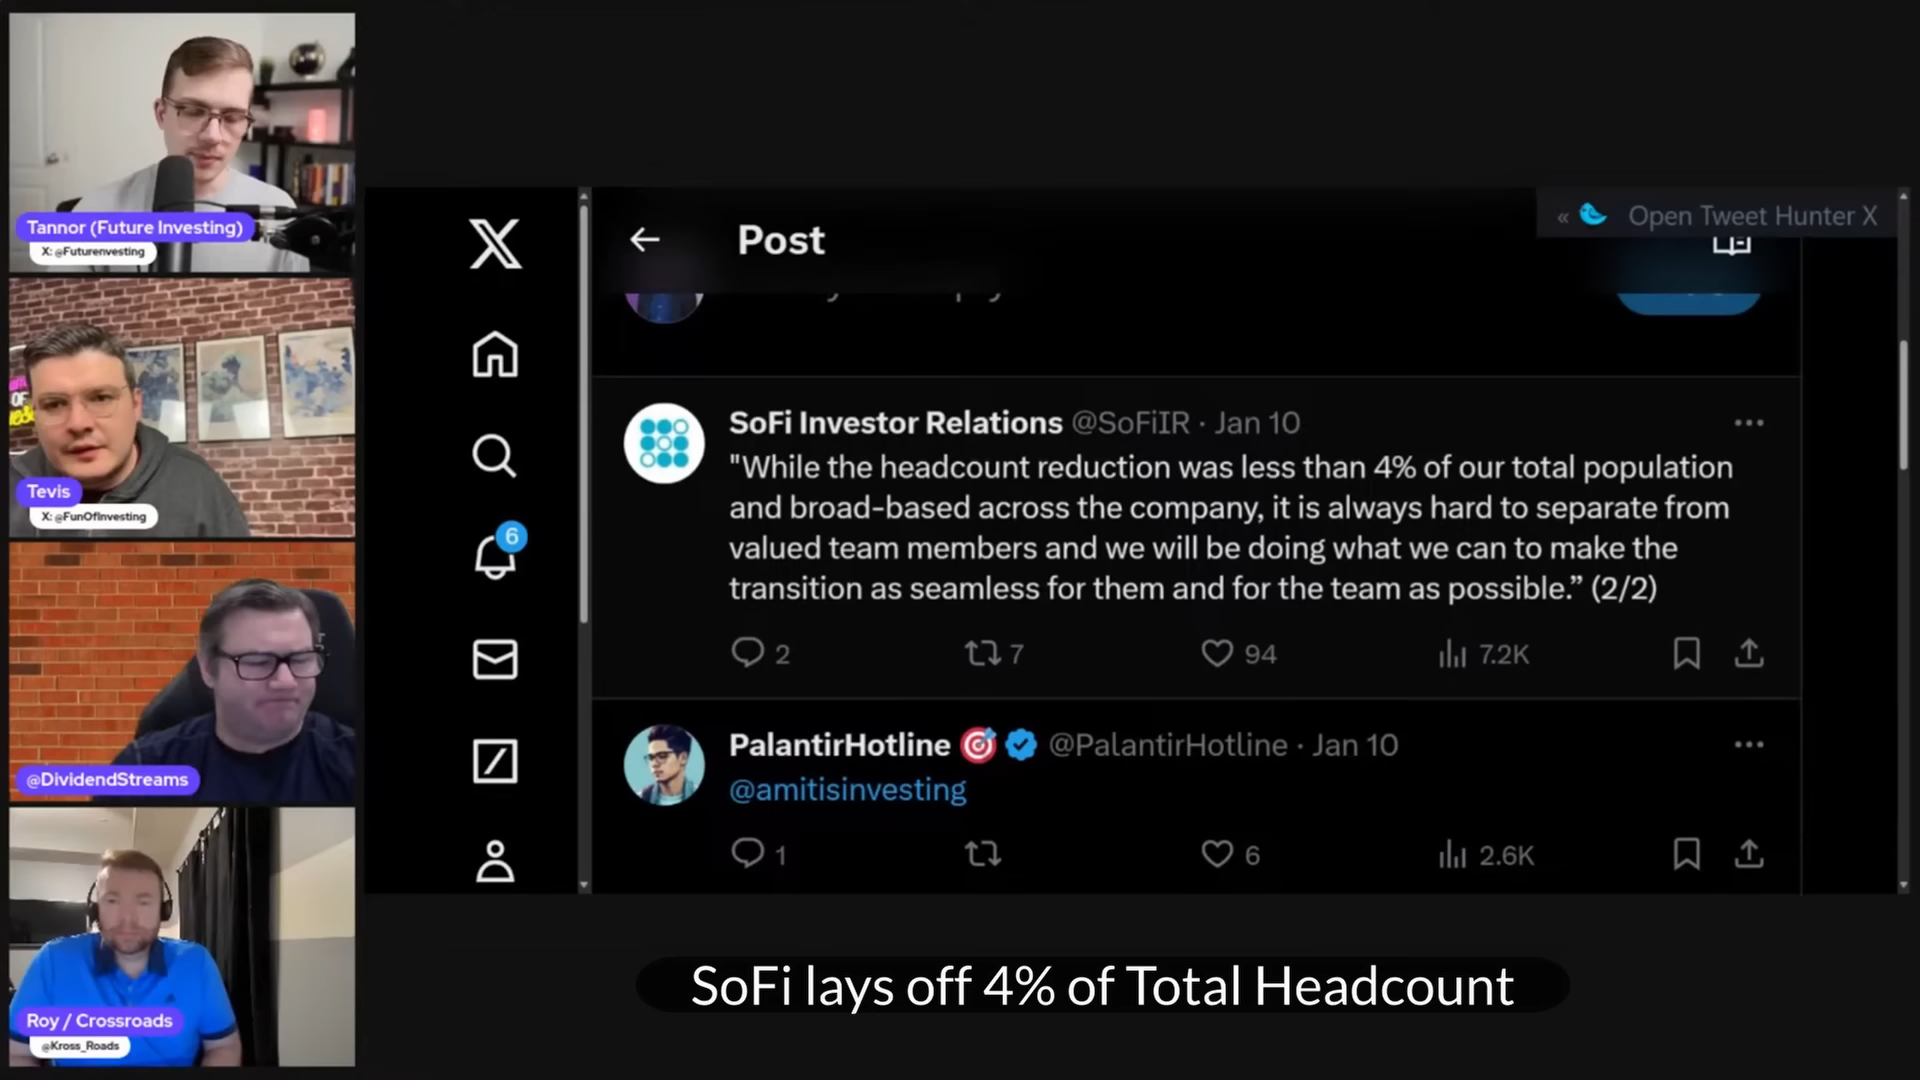 Tannor (Future Investing)
X: @Futurenvesting
Tevis
X: @FunOfInvesting
@DividendStreams
Roy / Crossroads
@Kross_Roads
6
Post
« Open Tweet Hunter X
SoFi Investor Relations @SoFiIR · Jan 10
"While the headcount reduction was less than 4% of our total population
and broad-based across the company, it is always hard to separate from
valued team members and we will be doing what we can to make the
transition as seamless for them and for the team as possible.” (2/2)
2 7 94 7.2K
PalantirHotline @PalantirHotline · Jan 10
@amitisinvesting
1 6 2.6K
SoFi lays off 4% of Total Headcount